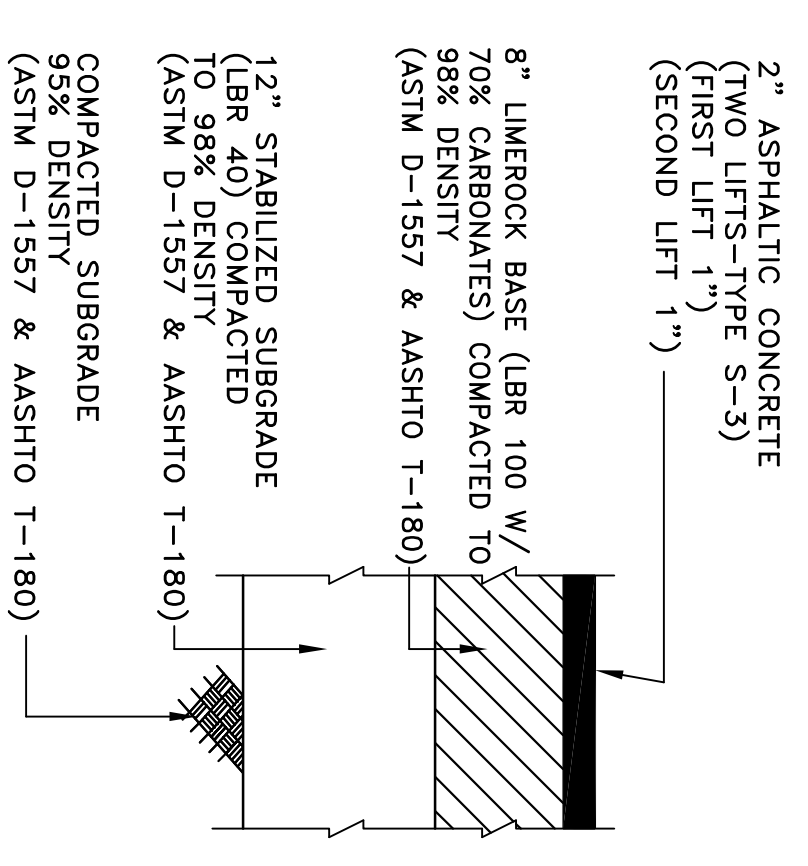 2” ASPHALTIC CONCRETE
(TWO LIFTS-TYPE S-3)
(FIRST LIFT 1”)
(SECOND LIFT 1”)
8” LIMEROCK BASE (LBR 100 W/
70% CARBONATES) COMPACTED TO
98% DENSITY
(ASTM D-1557 & AASHTO T-180)
12” STABILIZED SUBGRADE
(LBR 40) COMPACTED
TO 98% DENSITY
(ASTM D-1557 & AASHTO T-180)
COMPACTED SUBGRADE
95% DENSITY
(ASTM D-1557 & AASHTO T-180)